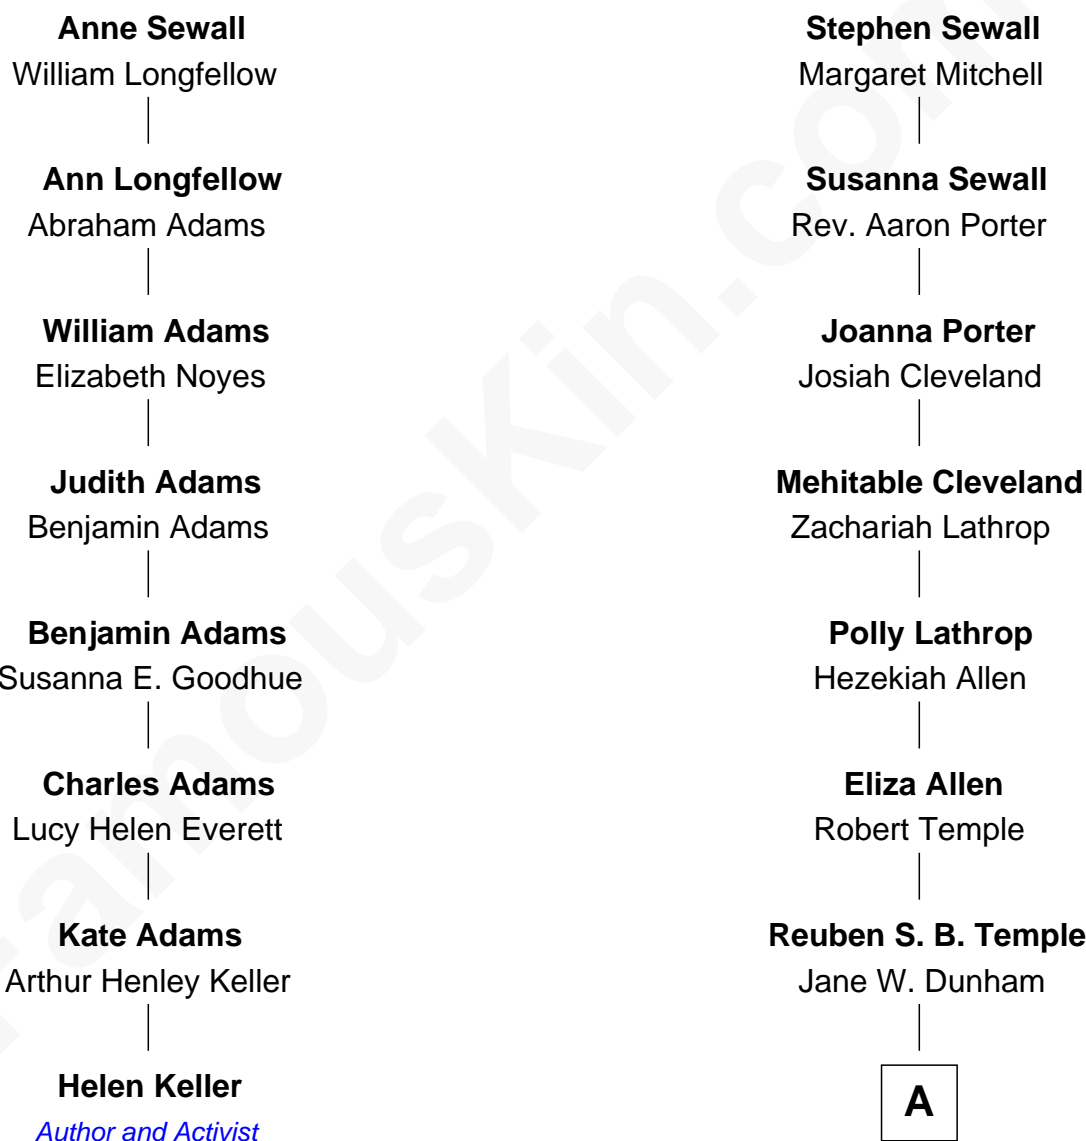 Anne Sewall
William Longfellow
Ann Longfellow
Abraham Adams
William Adams
Elizabeth Noyes
Judith Adams
Benjamin Adams
Benjamin Adams
Susanna E. Goodhue
Charles Adams
Lucy Helen Everett
Kate Adams
Arthur Henley Keller
Helen Keller
Author and Activist
Stephen Sewall
Margaret Mitchell
Susanna Sewall
Rev. Aaron Porter
Joanna Porter
Josiah Cleveland
Mehitable Cleveland
Zachariah Lathrop
Polly Lathrop
Hezekiah Allen
Eliza Allen
Robert Temple
Reuben S. B. Temple
Jane W. Dunham
A
FamousKin.com